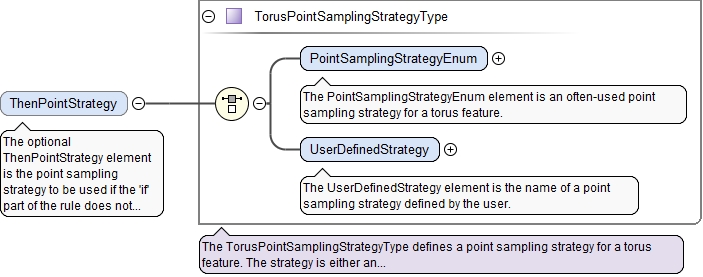 TorusPointSamplingStrategyType
PointSamplingStrategyEnum
The PointSamplingStrategyEnum element is an often-used point
sampling strategy for a torus feature.
ThenPointStrategy
The optional
ThenPointStrategy element
is the point sampling
strategy to be used if the 'if'
part of the rule does not...
UserDefinedStrategy
The UserDefinedStrategy element is the name of a point
sampling strategy defined by the user.
The TorusPointSamplingStrategyType defines a point sampling strategy for a torus
feature. The strategy is either an...